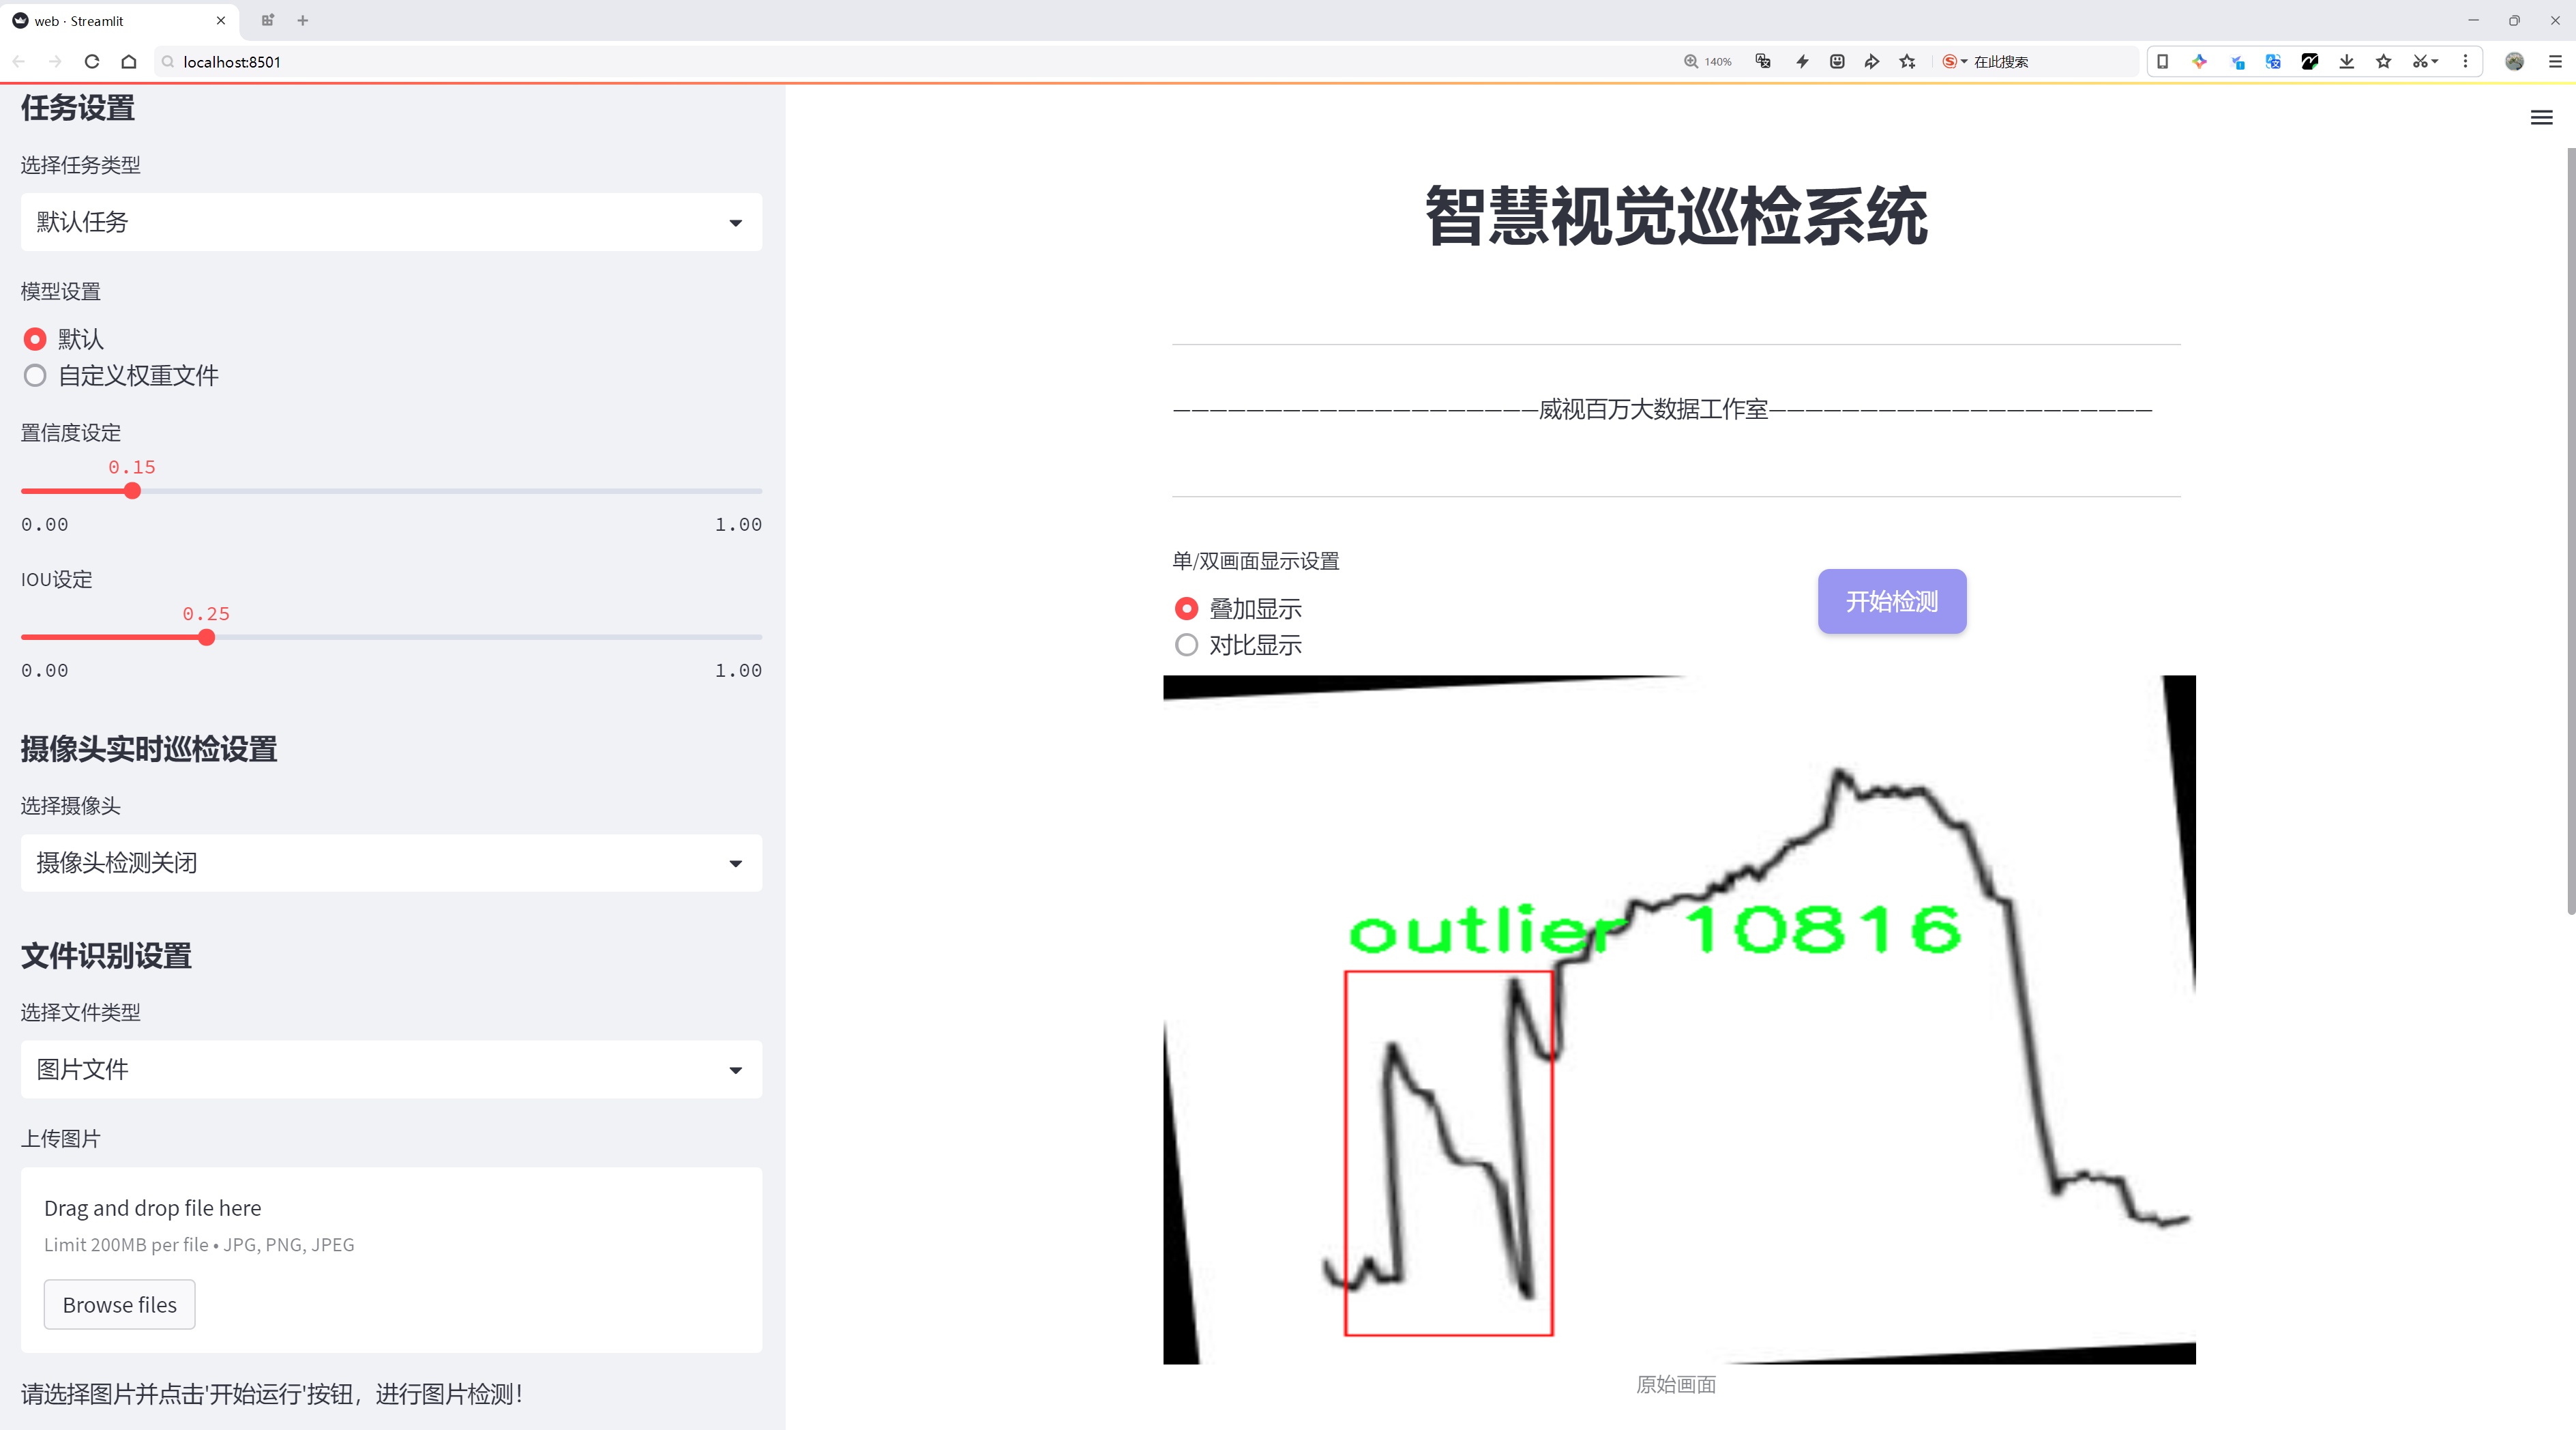 web · Streamlit
localhost:8501
140%
在此搜索
任务设置
选择任务类型
默认任务
模型设置
默认
自定义权重文件
置信度设定
0.15
0.00
1.00
IOU设定
0.25
0.00
1.00
摄像头实时巡检设置
选择摄像头
摄像头检测关闭
文件识别设置
选择文件类型
图片文件
上传图片
Drag and drop file here
Limit 200MB per file • JPG, PNG, JPEG
Browse files
请选择图片并点击'开始运行'按钮，进行图片检测！
智慧视觉巡检系统
————————————————————威视百万大数据工作室—————————————————————
单/双画面显示设置
叠加显示
对比显示
开始检测
outlier 10816
原始画面